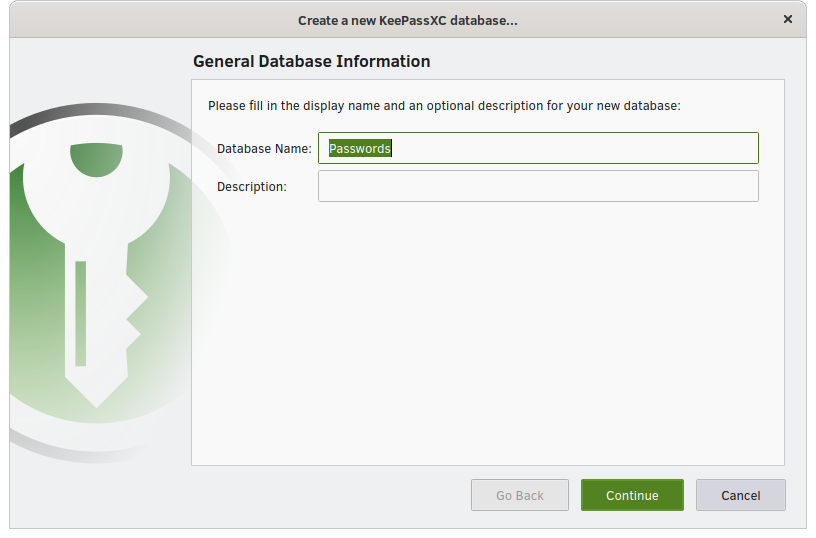 Create a new KeePassXC database...
General Database Information
Please fill in the display name and an optional description for your new database:
Database Name: Passwords
Description:
Go Back Continue Cancel